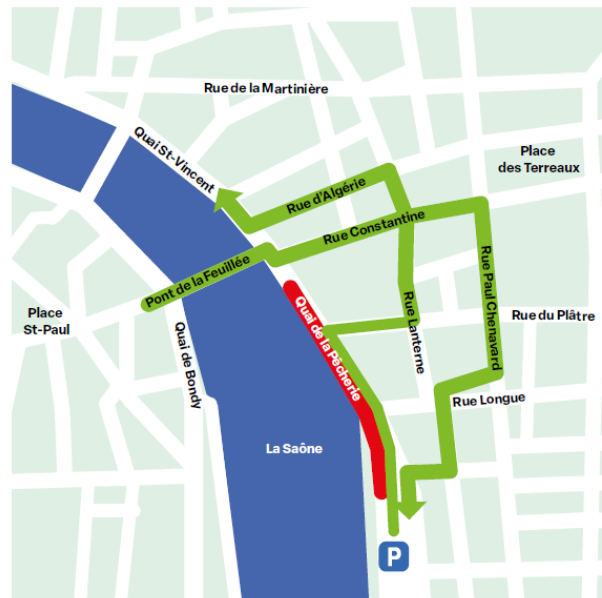 Rue de la Martinière
Quai St-Vincent
Place
des Terreaux
Rue d'Algérie
Rue Constantine
Pont de la Feuillée
Rue Paul Chenavard
Place
St-Paul
Quai de Bondy
Quai de la Pêcherie
Rue Lanterne
Rue du Plâtre
Rue Longue
La Saône
P